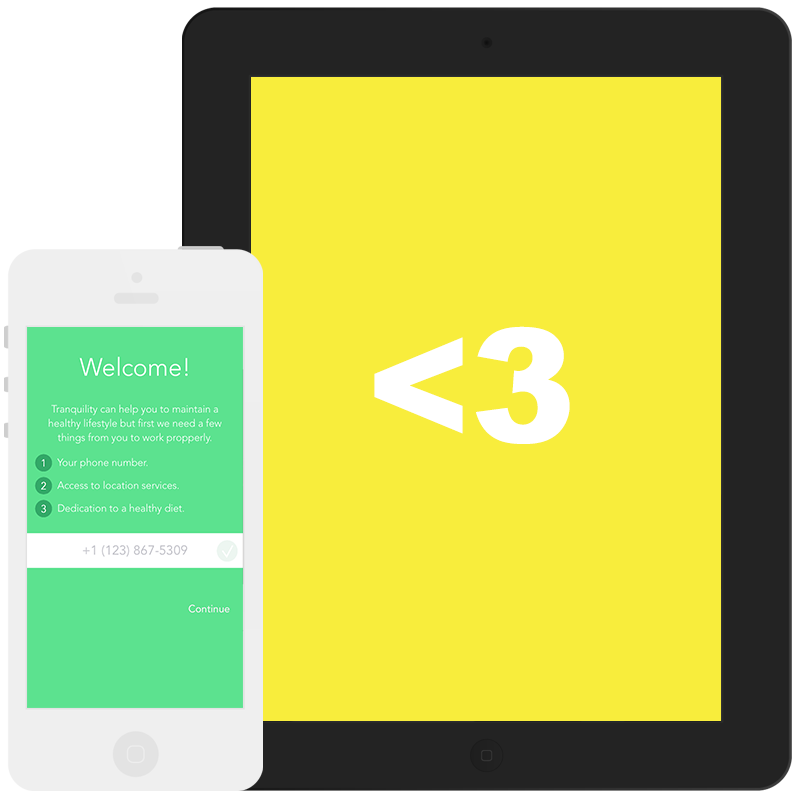 <3
Welcome!
Tranquility can help you to maintain a
healthy lifestyle but first we need a few
things from you to work propperly.
1 Your phone number.
2 Access to location services.
3 Dedication to a healthy diet.
+1 (123) 867-5309
Continue